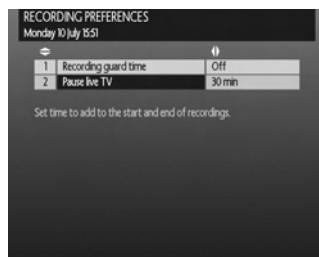 RECORDING PREFERENCES
Monday 10 July 15:51
1 Recording guard time Off
2 Pause live TV 30 min
Set time to add to the start and end of recordings.